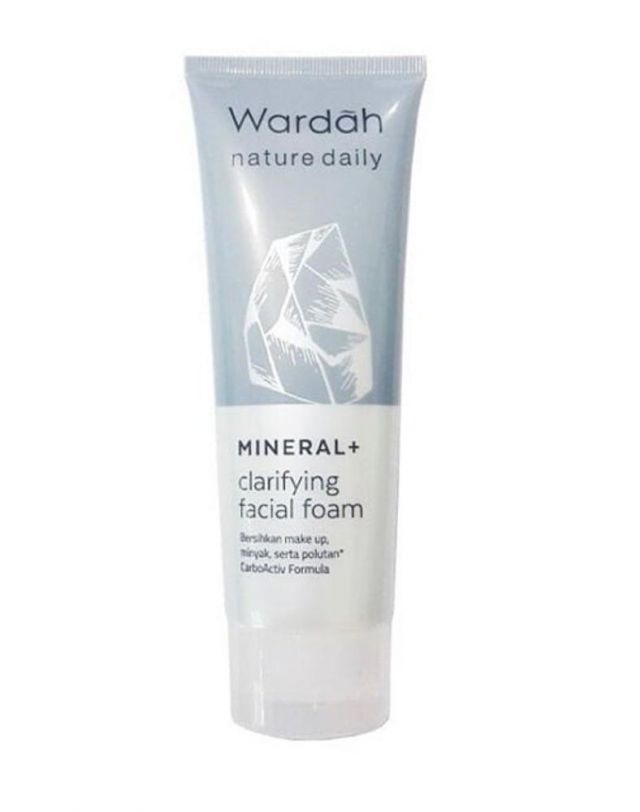 Wardāh
nature daily
MINERAL+
clarifying
facial foam
Bersihkan make up,
minyak, serta polutan*
CarboActiv Formula